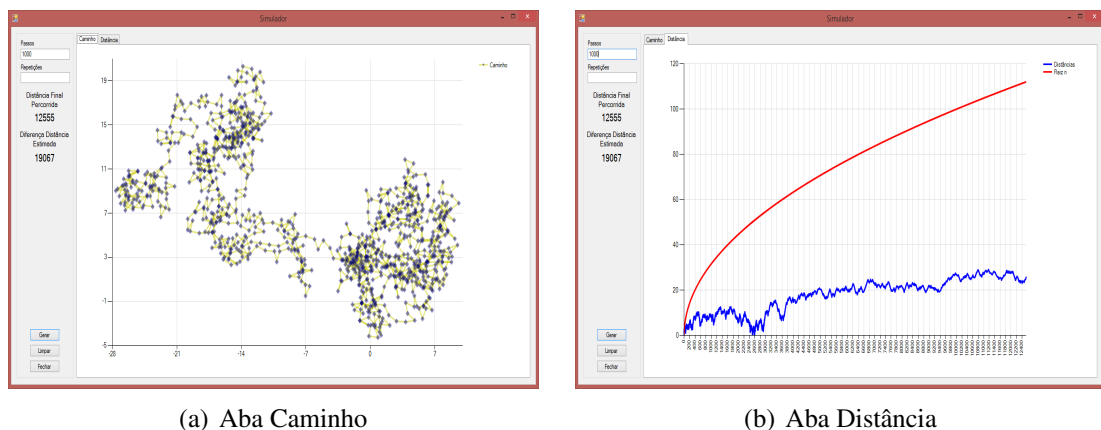 Simulador
Passos
1000
Repetições
Distância Final
Percorrida
12555
Diferença Distância
Estimada
19067
Gerar
Limpar
Fechar
Caminho Distância
Caminho
19
15
11
7
3
-1
-5
-28 -21 -14 -7 0 7
(a) Aba Caminho
Simulador
Passos
1000
Repetições
Distância Final
Percorrida
12555
Diferença Distância
Estimada
19067
Gerar
Limpar
Fechar
Caminho Distância
Distâncias
Raiz n
120
100
80
60
40
20
0
(b) Aba Distância